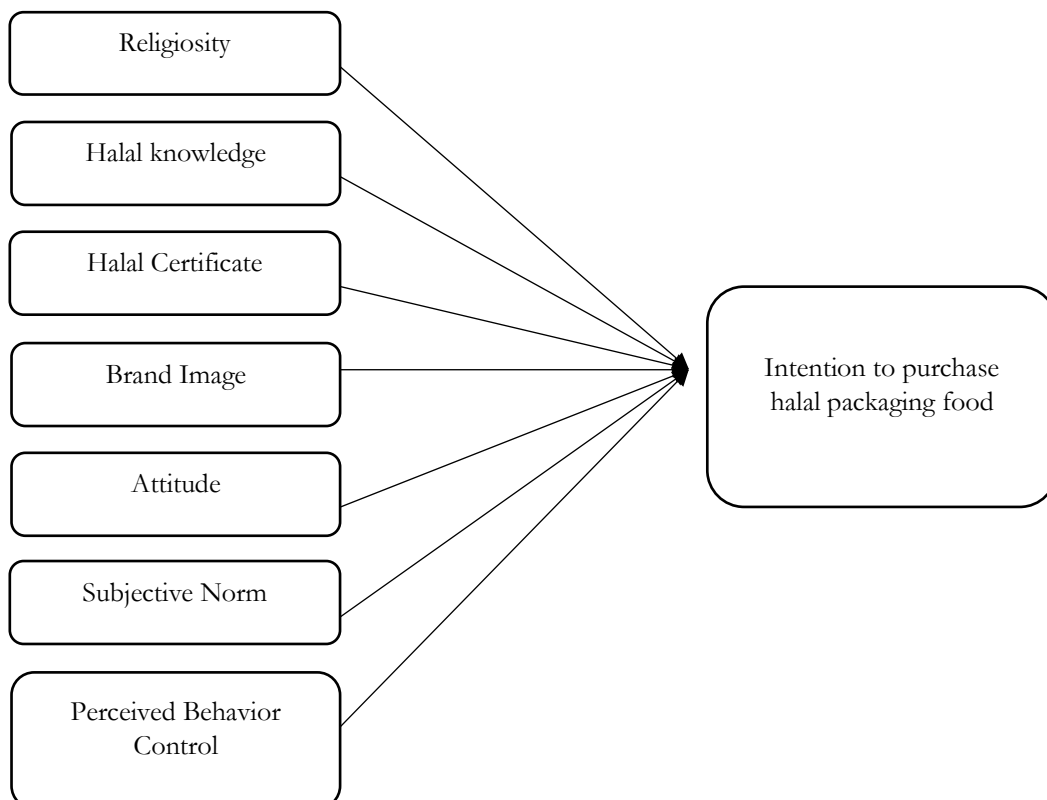 Religiosity
Halal knowledge
Halal Certificate
Brand Image
Attitude
Subjective Norm
Perceived Behavior
Control
Intention to purchase
halal packaging food